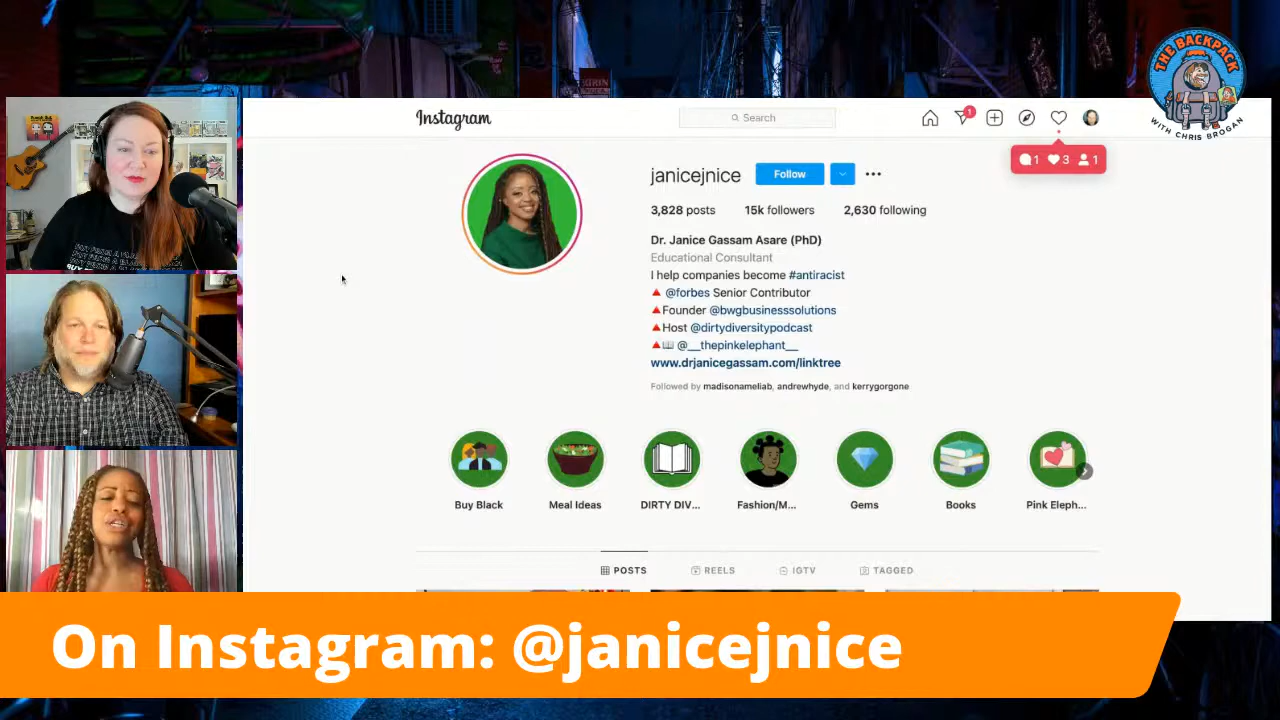 THE BACKPACK
WITH CHRIS BROGAN
Instagram
Search
1
1 3 1
janicejnice
Follow
3,828 posts 15k followers 2,630 following
Dr. Janice Gassam Asare (PhD)
Educational Consultant
I help companies become #antiracist
@forbes Senior Contributor
Founder @bwgbusinesssolutions
Host @dirtydiversitypodcast
@__thepinkelephant__
www.drjanicegassam.com/linktree
Followed by madisonameliab, andrewhyde, and kerrygorgone
Buy Black Meal Ideas DIRTY DIV... Fashion/M... Gems Books Pink Eleph...
POSTS REELS IGTV TAGGED
On Instagram: @janicejnice